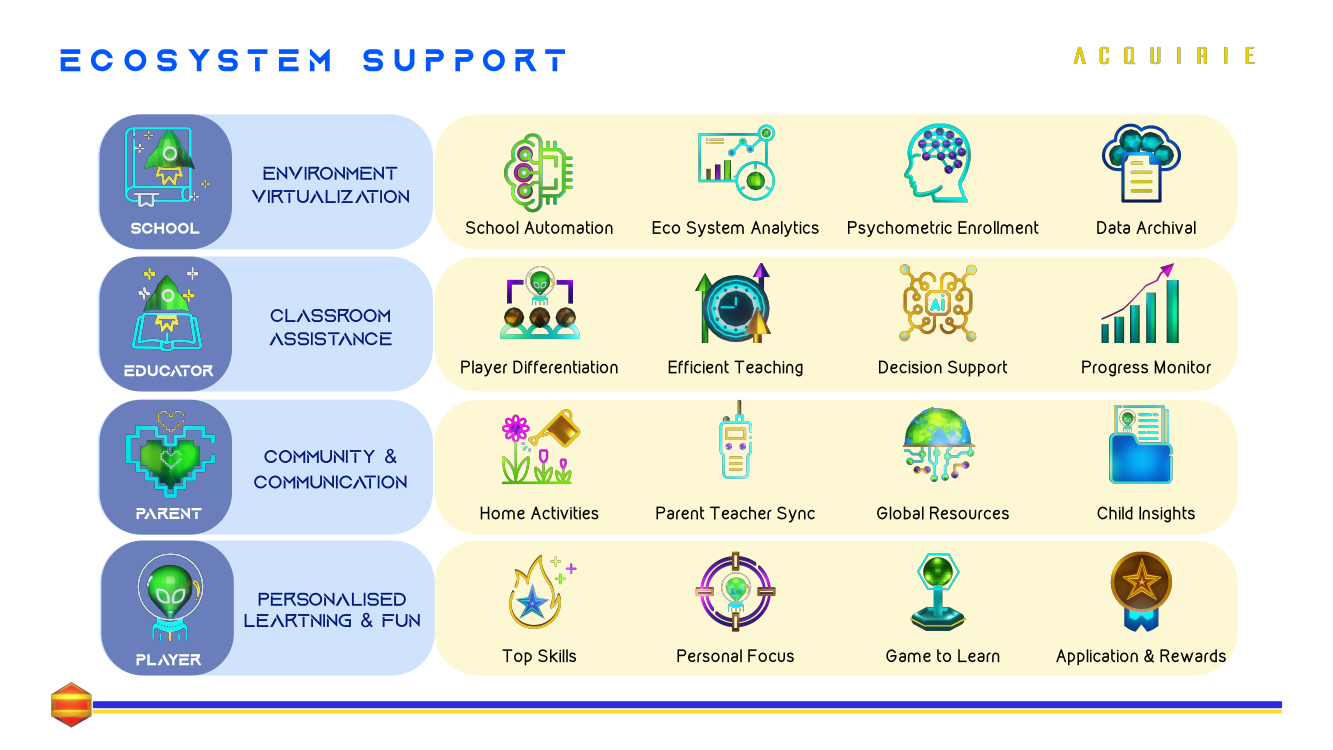 ECOSYSTEM SUPPORT
ACQUIRIE
SCHOOL
ENVIRONMENT
VIRTUALIZATION
School Automation
Eco System Analytics
Psychometric Enrollment
Data Archival
EDUCATOR
CLASSROOM
ASSISTANCE
Player Differentiation
Efficient Teaching
Ai
Decision Support
Progress Monitor
PARENT
COMMUNITY &
COMMUNICATION
Home Activities
Parent Teacher Sync
Global Resources
Child Insights
PLAYER
PERSONALISED
LEARTNING & FUN
Top Skills
Personal Focus
Game to Learn
Application & Rewards